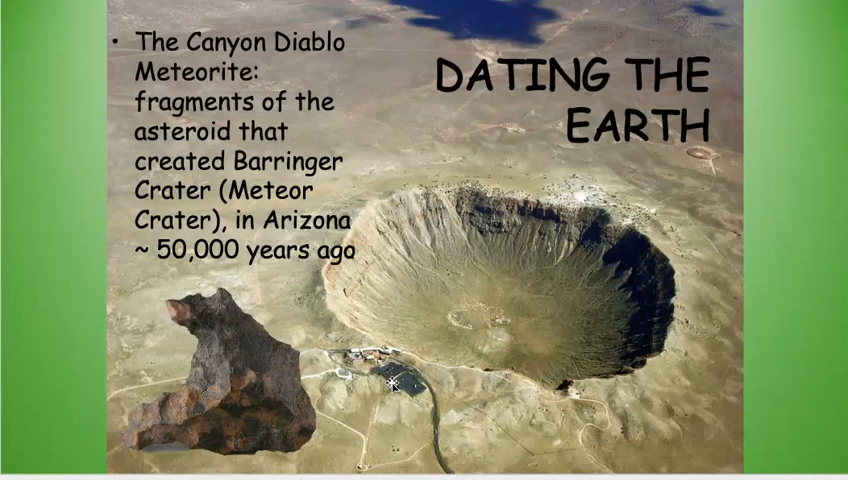 • The Canyon Diablo
Meteorite:
fragments of the
asteroid that
created Barringer
Crater (Meteor
Crater), in Arizona
~ 50,000 years ago
DATING THE
EARTH